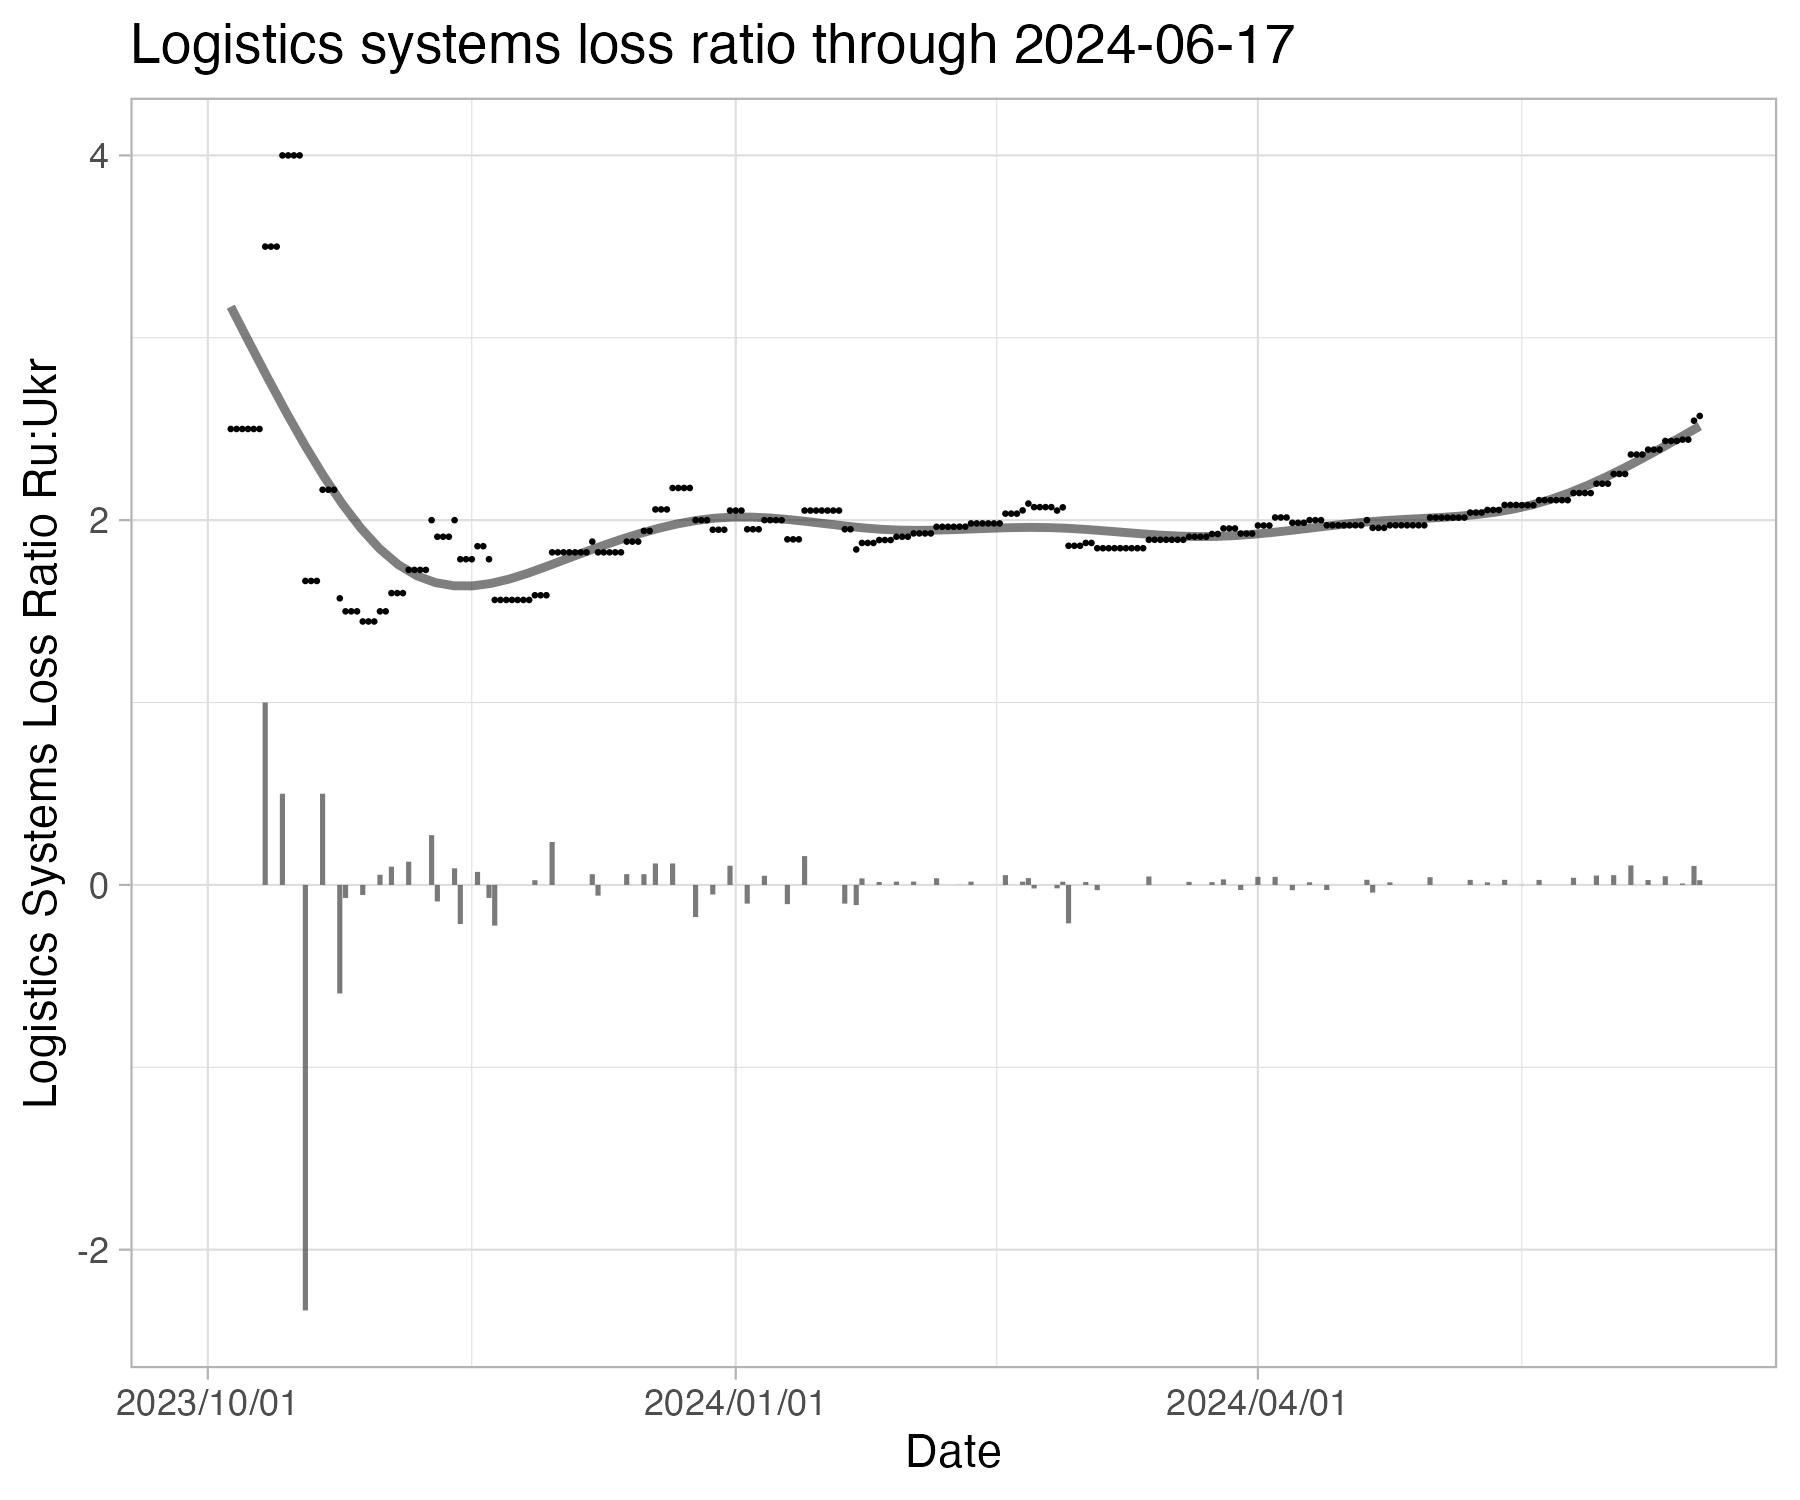 Logistics systems loss ratio through 2024-06-17
Logistics Systems Loss Ratio Ru:Ukr
4
2
0
-2
2023/10/01
2024/01/01
2024/04/01
Date